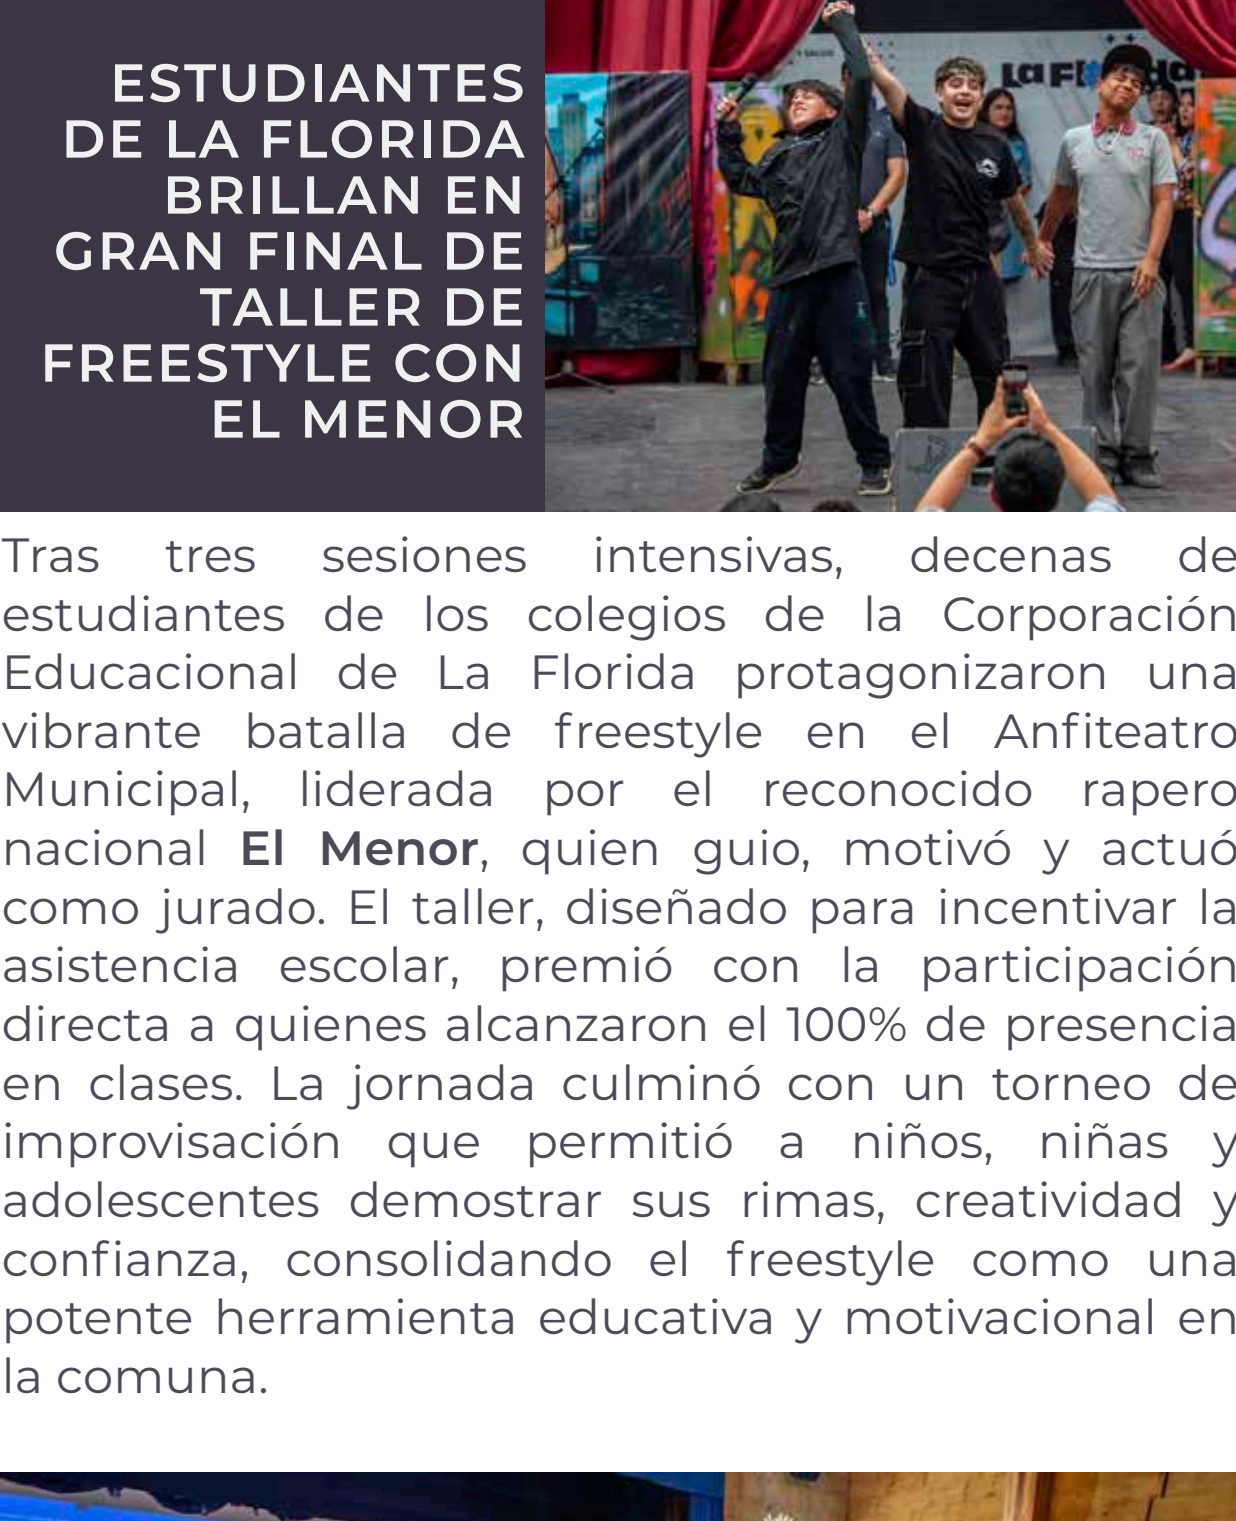 ESTUDIANTES
DE LA FLORIDA
BRILLAN EN
GRAN FINAL DE
TALLER DE
FREESTYLE CON
EL MENOR
Tras tres sesiones intensivas, decenas de
estudiantes de los colegios de la Corporación
Educacional de La Florida protagonizaron una
vibrante batalla de freestyle en el Anfiteatro
Municipal, liderada por el reconocido rapero
nacional El Menor, quien guio, motivó y actuó
como jurado. El taller, diseñado para incentivar la
asistencia escolar, premió con la participación
directa a quienes alcanzaron el 100% de presencia
en clases. La jornada culminó con un torneo de
improvisación que permitió a niños, niñas y
adolescentes demostrar sus rimas, creatividad y
confianza, consolidando el freestyle como una
potente herramienta educativa y motivacional en
la comuna.